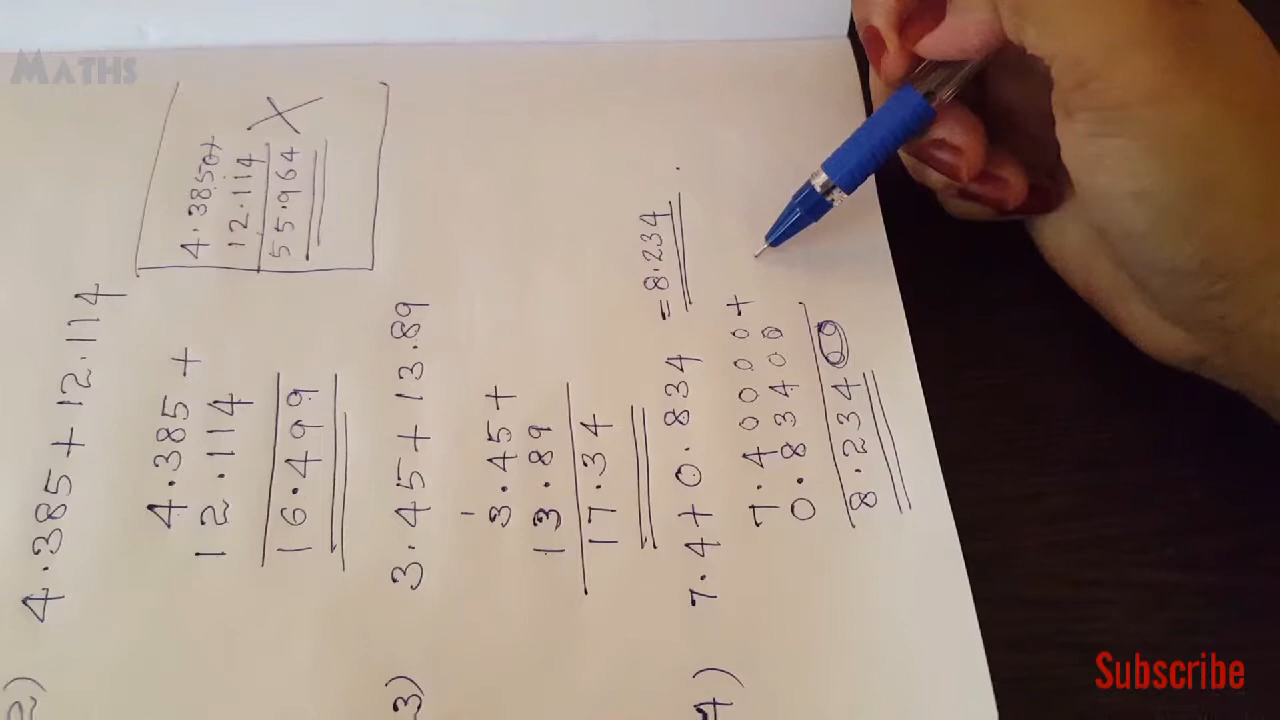 MATHS
2) 4.385 + 12.114
4.385 +
12.114
16.499
4.3850+
12.114
55.964
X
3) 3.45 + 13.89
1
3.45 +
13.89
17.34
4) 7.4 + 0.834 = 8.234
7.40000+
0.83400
8.23400
Subscribe